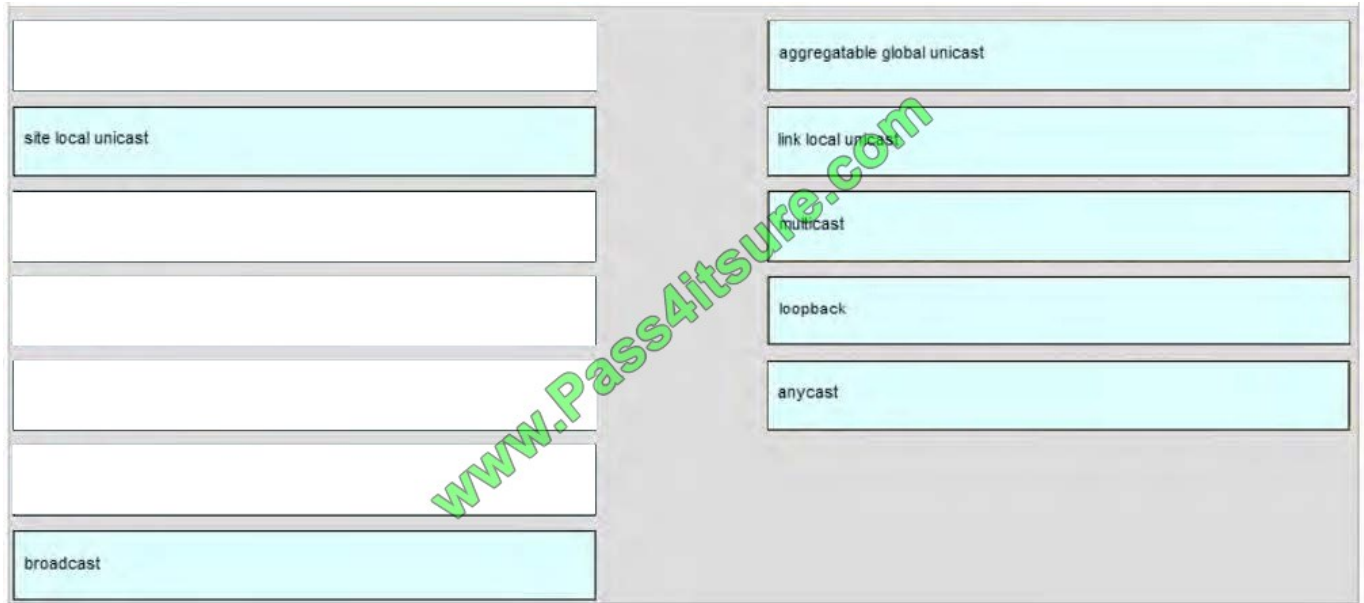 aggregatable global unicast
site local unicast
link local unicast
multicast
loopback
anycast
broadcast
www.Pass4itsure.com